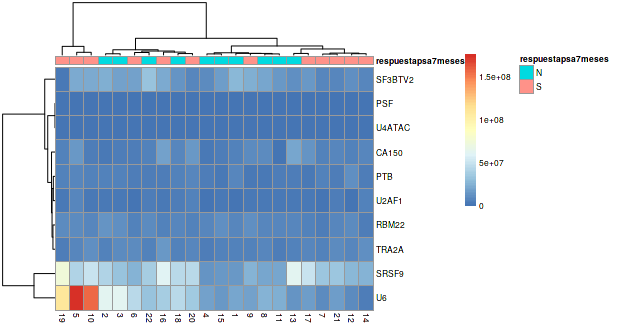 respuestapsa7meses
SF3BTV2
PSF
U4ATAC
CA150
PTB
U2AF1
RBM22
TRA2A
SRSF9
U6
19 5 10 2 3 6 22 16 18 20 4 15 1 9 8 11 13 17 7 21 12 14
1.5e+08
1e+08
5e+07
0
respuestapsa7meses
N
S